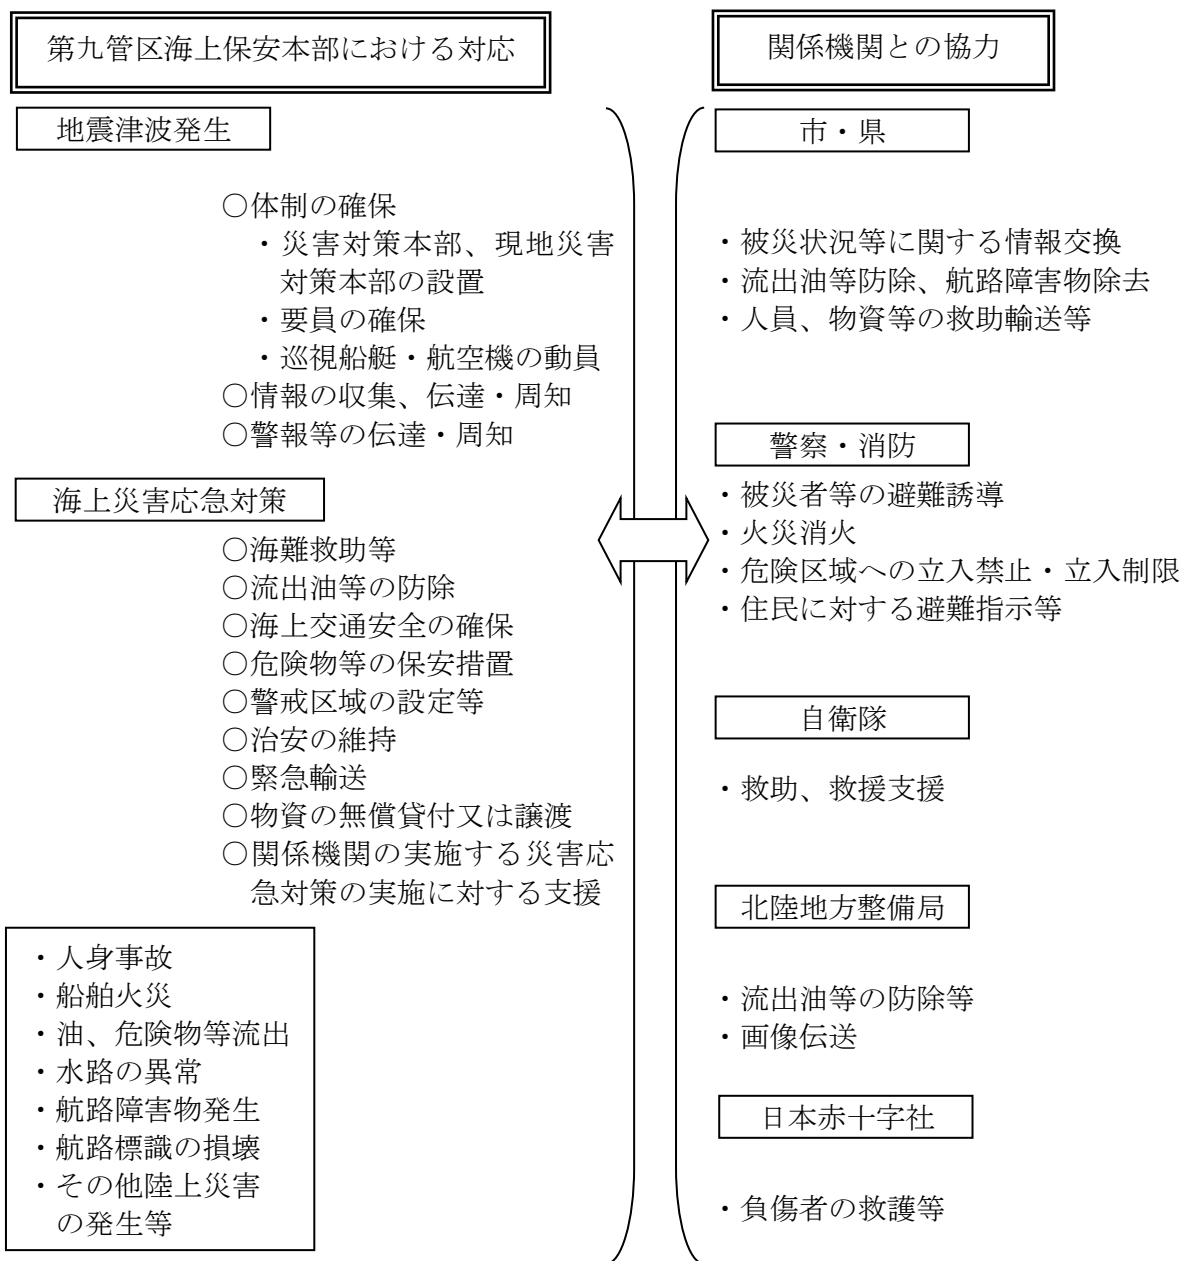 第九管区海上保安本部における対応
地震津波発生
○体制の確保
・災害対策本部、現地災害
対策本部の設置
・要員の確保
・巡視船艇・航空機の動員
○情報の収集、伝達・周知
○警報等の伝達・周知
海上災害応急対策
○海難救助等
○流出油等の防除
○海上交通安全の確保
○危険物等の保安措置
○警戒区域の設定等
○治安の維持
○緊急輸送
○物資の無償貸付又は譲渡
○関係機関の実施する災害応
急対策の実施に対する支援
・人身事故
・船舶火災
・油、危険物等流出
・水路の異常
・航路障害物発生
・航路標識の損壊
・その他陸上災害
の発生等
関係機関との協力
市・県
・被災状況等に関する情報交換
・流出油等防除、航路障害物除去
・人員、物資等の救助輸送等
警察・消防
・被災者等の避難誘導
・火災消火
・危険区域への立入禁止・立入制限
・住民に対する避難指示等
自衛隊
・救助、救援支援
北陸地方整備局
・流出油等の防除等
・画像伝送
日本赤十字社
・負傷者の救護等